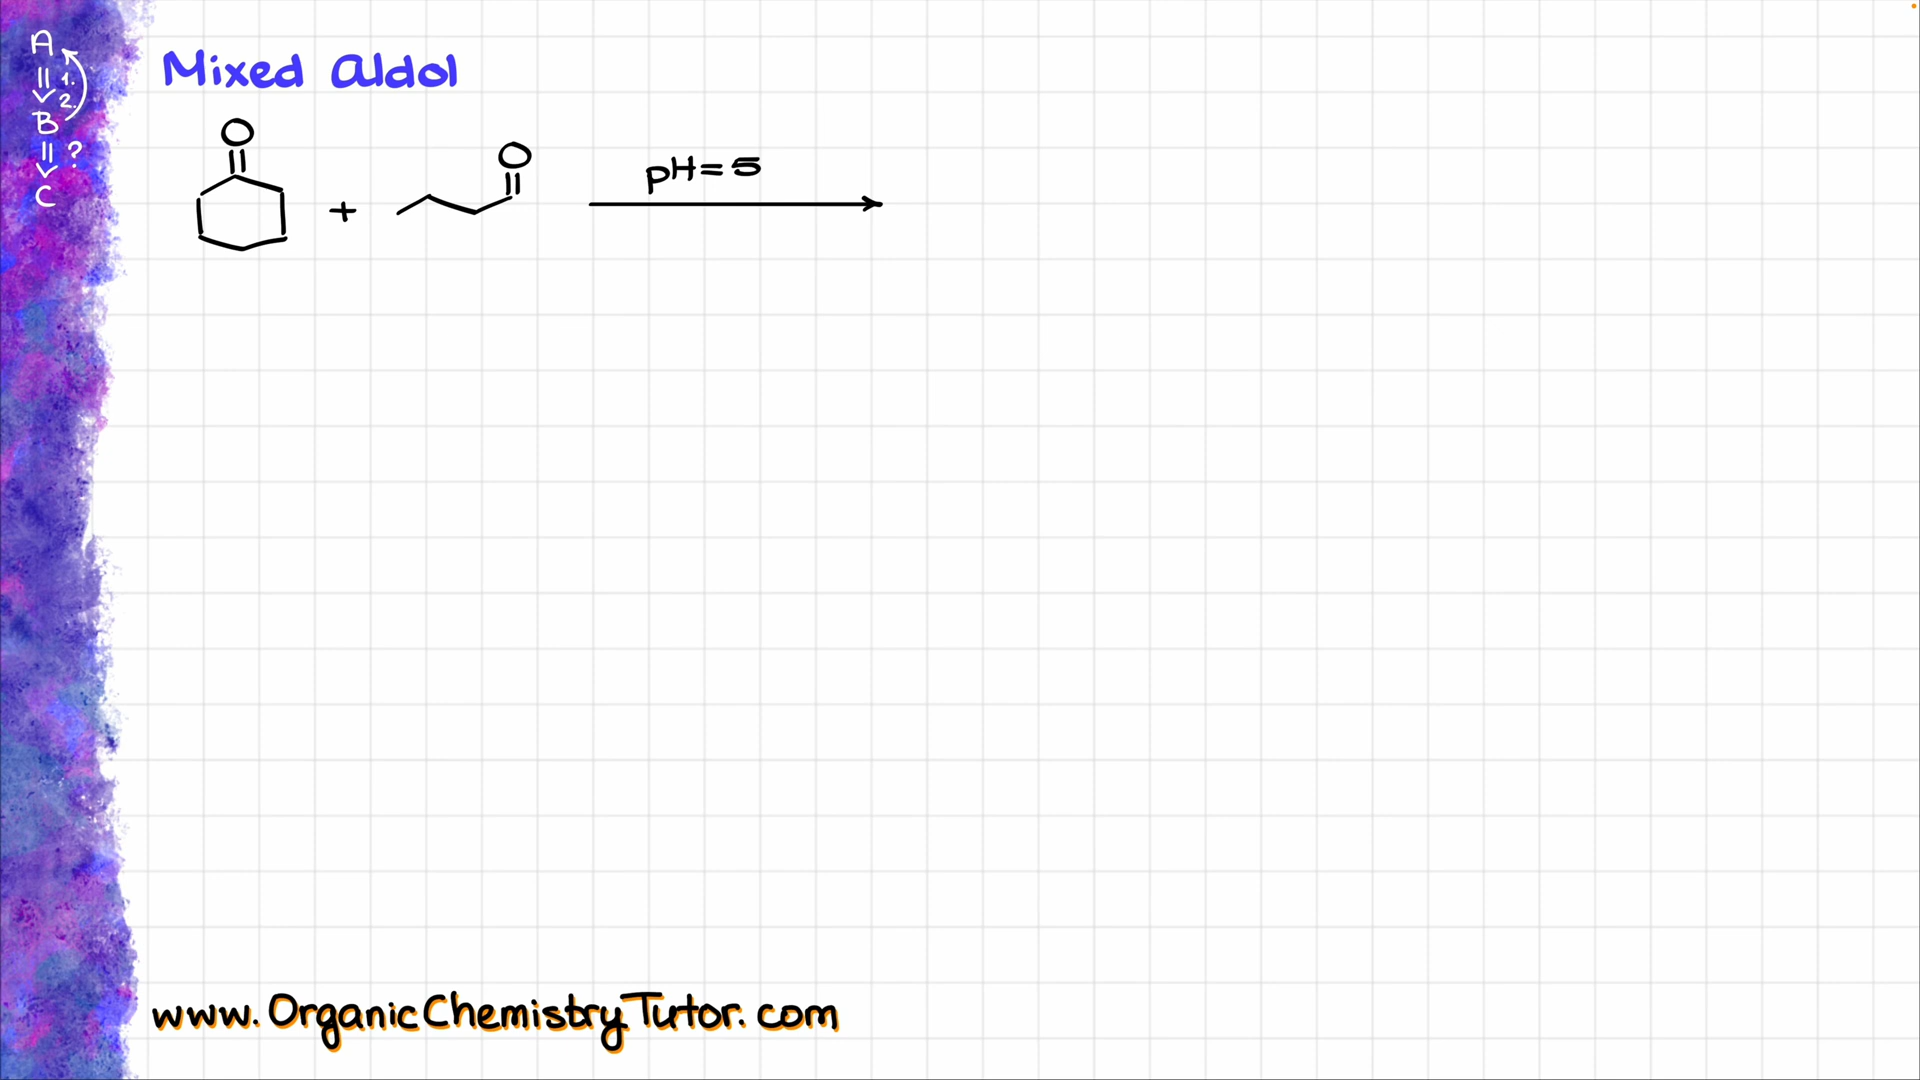 A
1.
2.
B
?
C
Mixed aldol
O
O
+
pH = 5
www.OrganicChemistryTutor.com